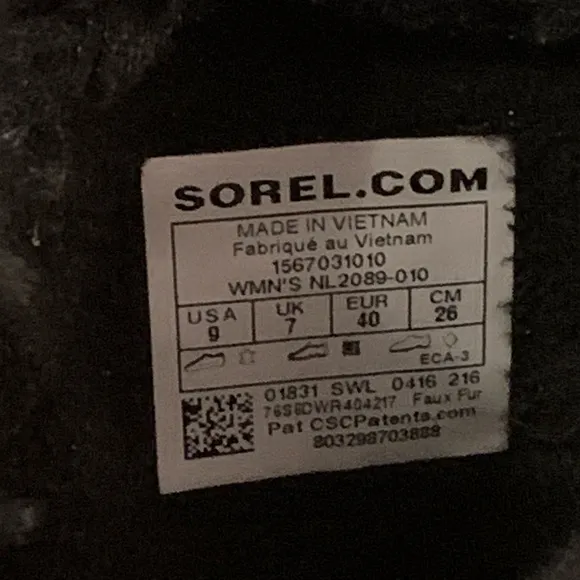 SOREL.COM
MADE IN VIETNAM
Fabriqué au Vietnam
1567031010
WMN'S NL2089-010
USA UK EUR CM
9 7 40 26
ECA-3
01831 SWL 0416 216
Faux Fur
Pat CSCPatents.com
803298703888